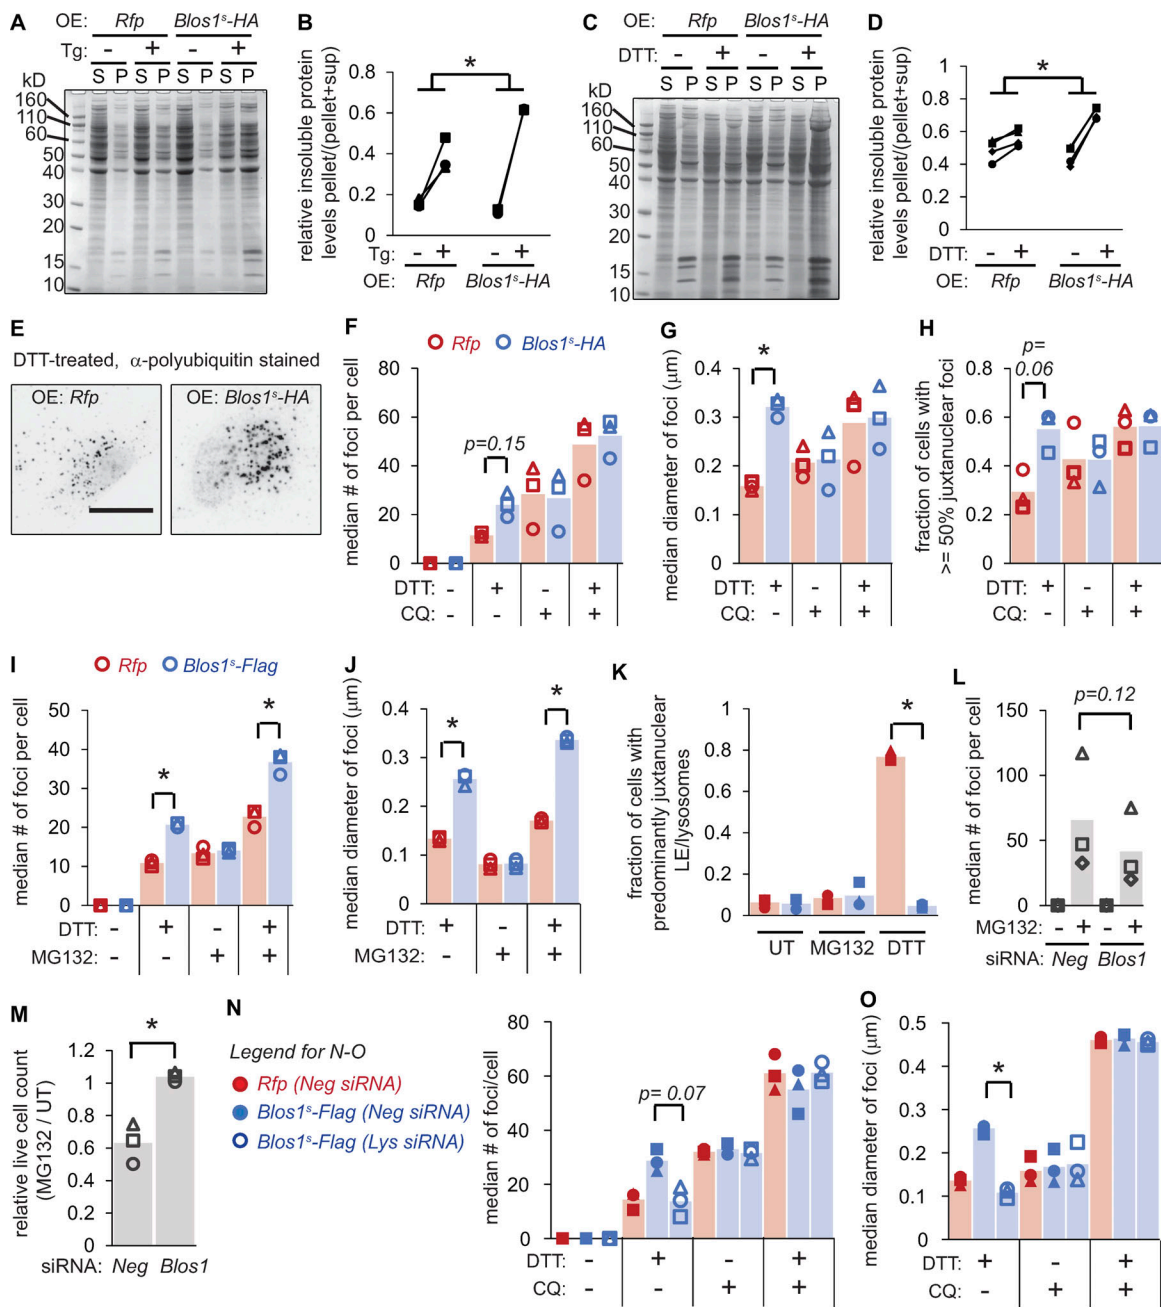 A
OE: Rfp Blos1ˢ-HA
Tg: - + - +
kD S P S P S P S P
160
110
60
50
40
30
20
15
10
B
relative insoluble protein
levels pellet/(pellet+sup)
0.8
0.6
0.4
0.2
0
*
Tg: - + - +
OE: Rfp Blos1ˢ-HA
C
OE: Rfp Blos1ˢ-HA
DTT: - + - +
kD S P S P S P S P
160
110
60
50
40
30
20
15
10
D
relative insoluble protein
levels pellet/(pellet+sup)
1
0.8
0.6
0.4
0.2
0
*
DTT: - + - +
OE: Rfp Blos1ˢ-HA
E
DTT-treated, α-polyubiquitin stained
OE: Rfp OE: Blos1ˢ-HA
F
Rfp Blos1ˢ-HA
median # of foci per cell
80
60
40
20
0
p=0.15
DTT: - + - +
CQ: - - + +
G
median diameter of foci (μm)
0.4
0.3
0.2
0.1
0
*
DTT: + - +
CQ: - + +
H
fraction of cells with
>= 50% juxtanuclear foci
0.8
0.6
0.4
0.2
0
p=
0.06
DTT: + - +
CQ: - + +
I
Rfp Blos1ˢ-Flag
median # of foci per cell
50
40
30
20
10
0
* *
DTT: - + - +
MG132: - - + +
J
median diameter of foci (μm)
0.4
0.3
0.2
0.1
0
* *
DTT: + - +
MG132: - + +
K
fraction of cells with
predominantly juxtanuclear
LE/lysosomes
1
0.8
0.6
0.4
0.2
0
*
UT MG132 DTT
L
median # of foci per cell
150
100
50
0
p=0.12
MG132: - + - +
siRNA: Neg Blos1
M
relative live cell count
(MG132 / UT)
1.2
1
0.8
0.6
0.4
0.2
0
*
siRNA: Neg Blos1
N
Legend for N-O
Rfp (Neg siRNA)
Blos1ˢ-Flag (Neg siRNA)
Blos1ˢ-Flag (Lys siRNA)
median # of foci/cell
80
60
40
20
0
p= 0.07
DTT: - + - +
CQ: - - + +
O
median diameter of foci (μm)
0.5
0.4
0.3
0.2
0.1
0
*
DTT: + - +
CQ: - + +